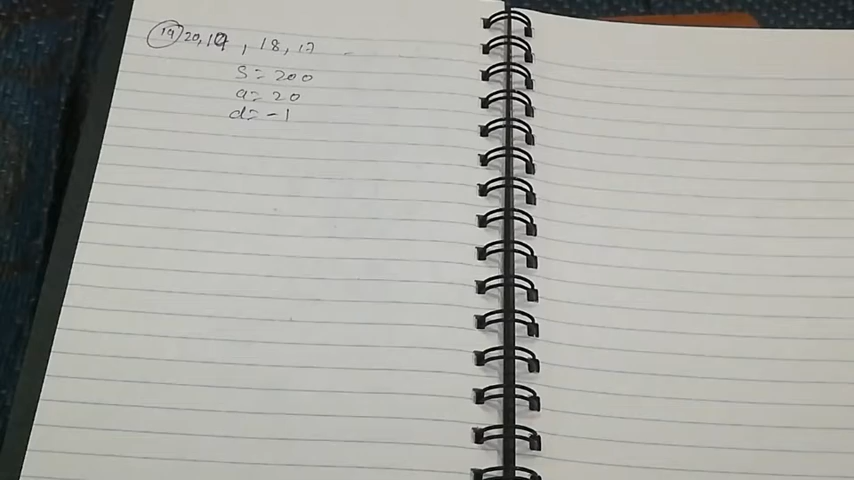 19 20, 19, 18, 17
S = 200
a = 20
d = -1